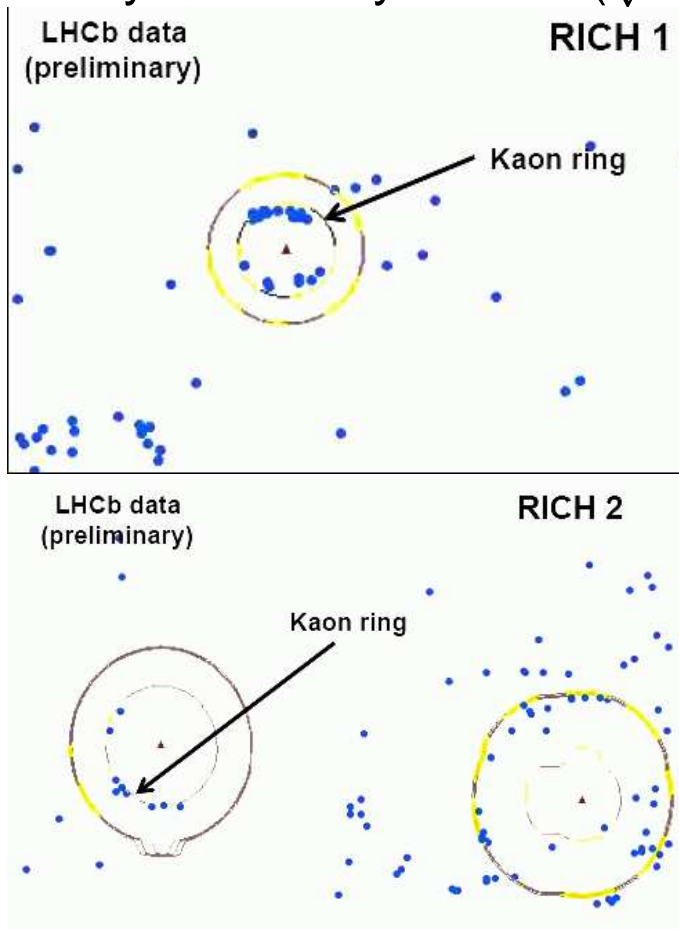 LHCb data
(preliminary)
RICH 1
Kaon ring
LHCb data
(preliminary)
RICH 2
Kaon ring